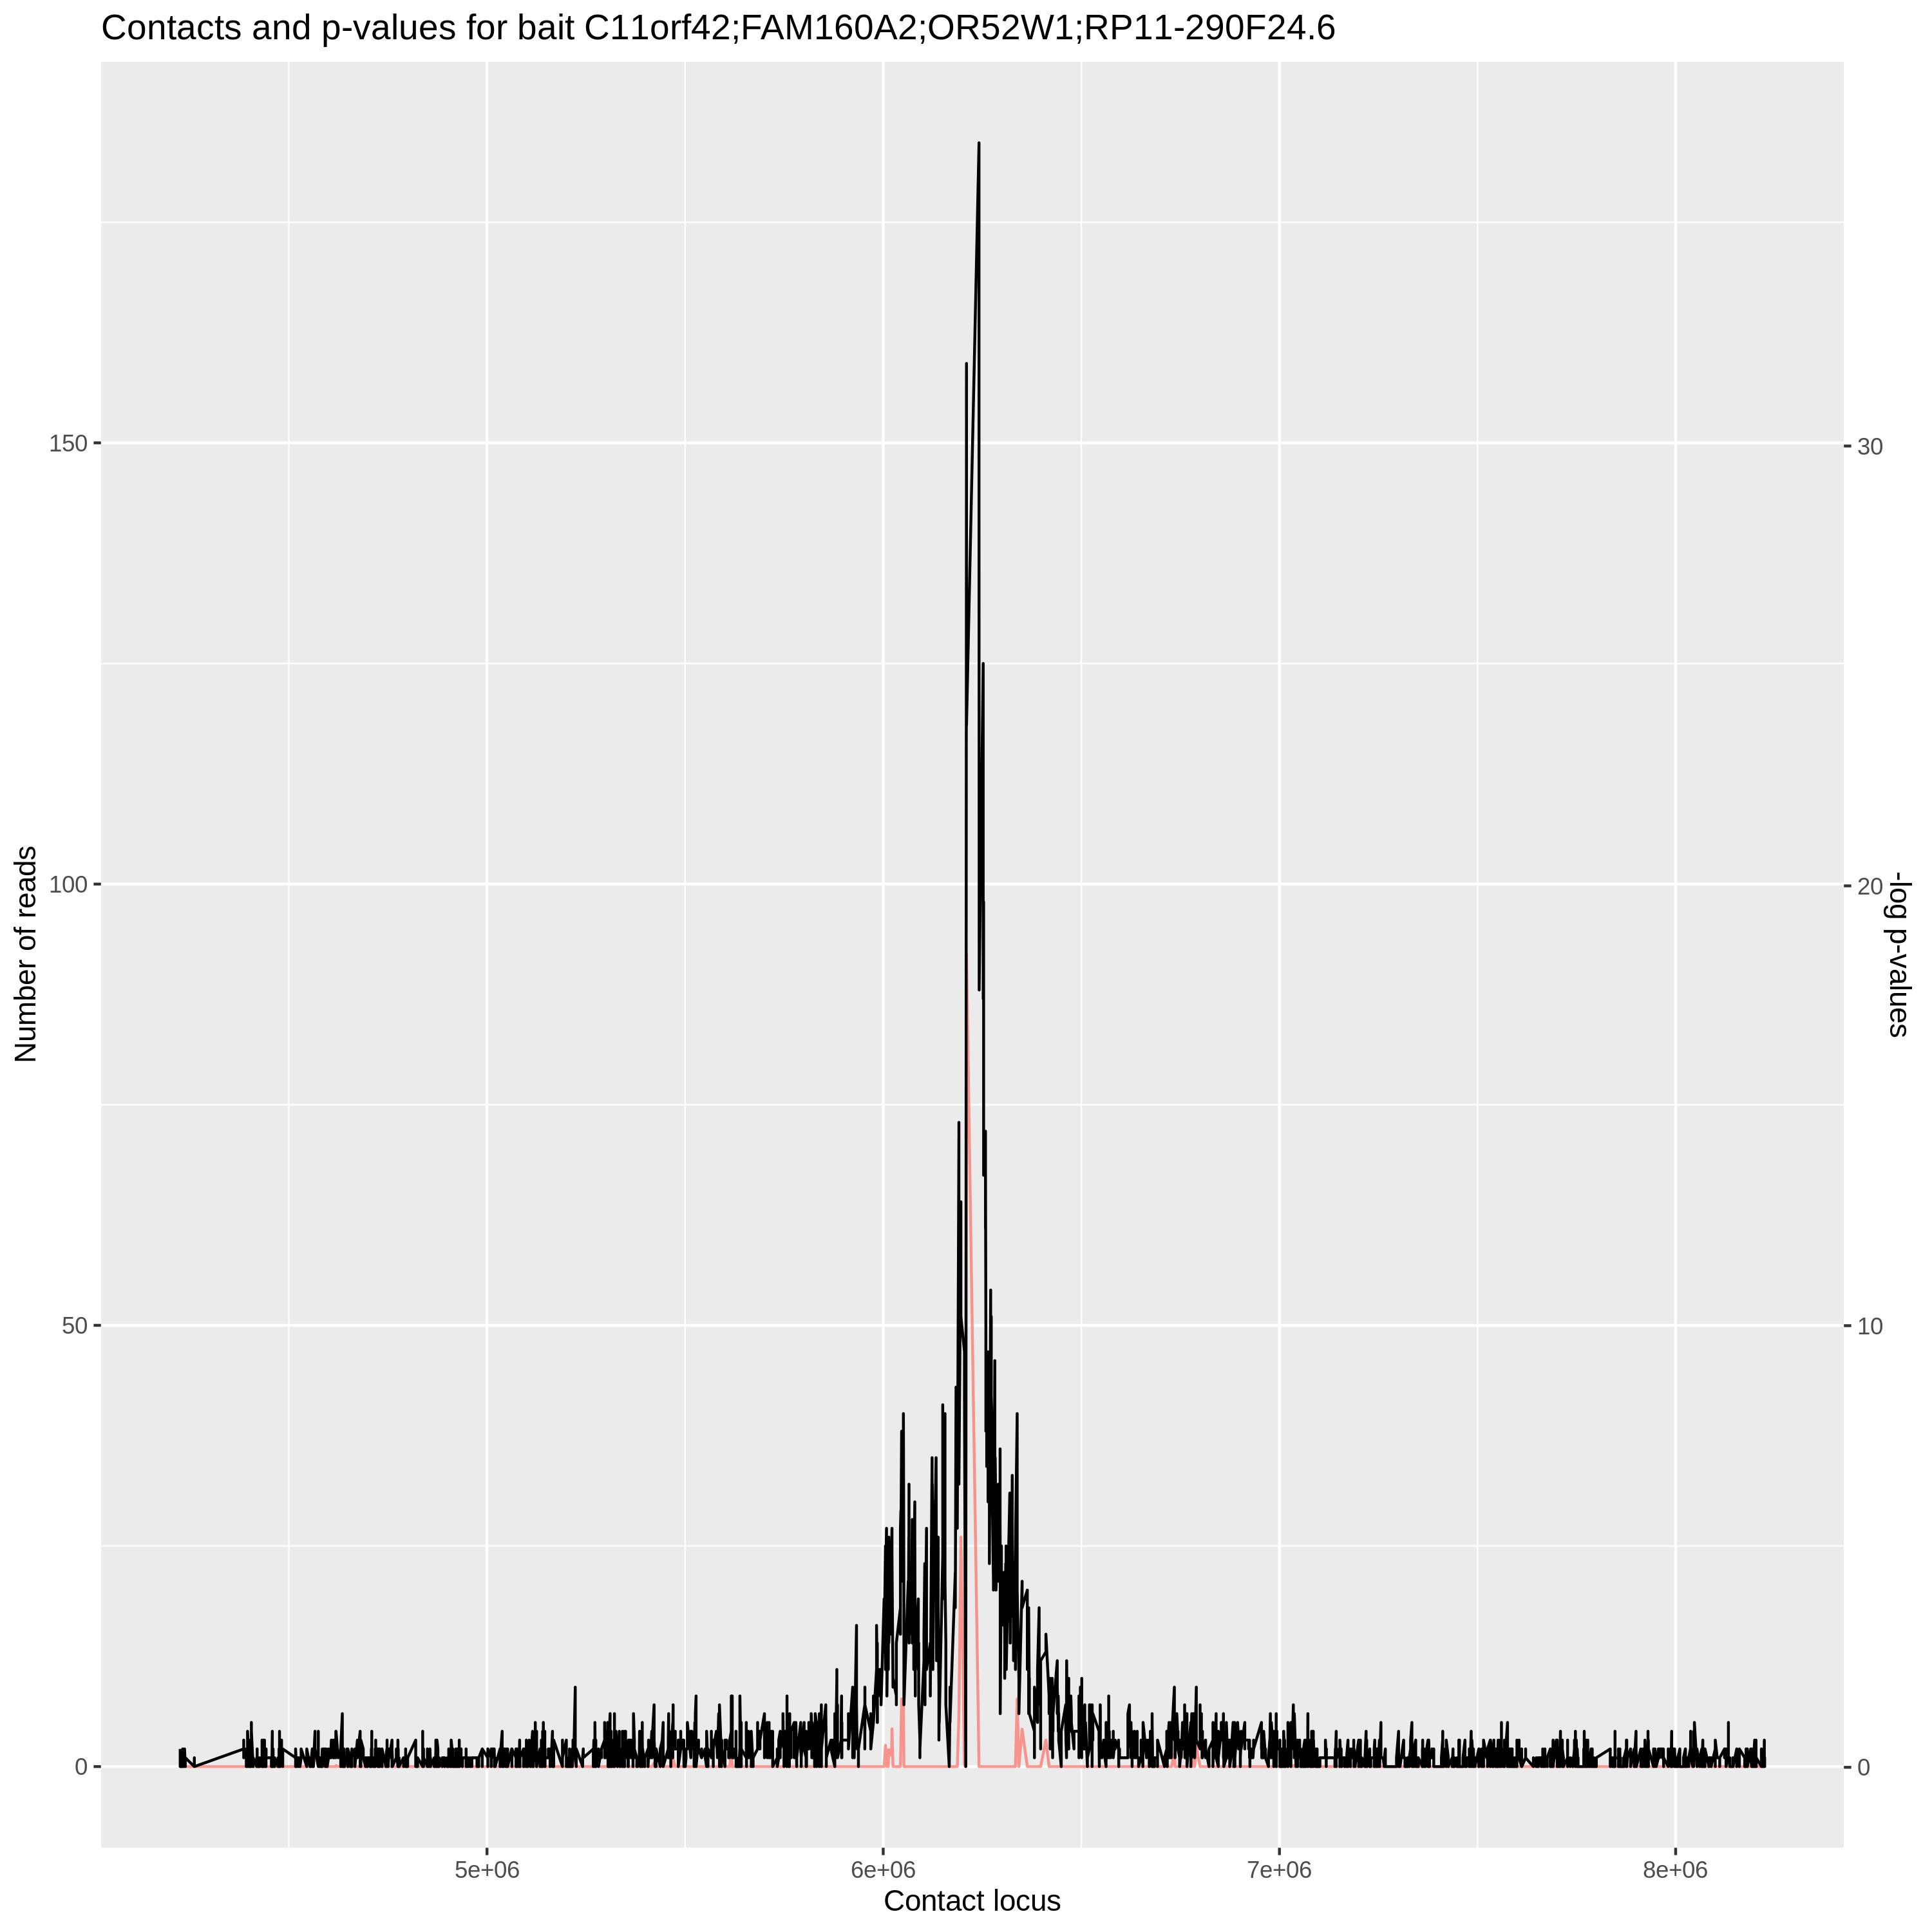 Contacts and p-values for bait C11orf42;FAM160A2;OR52W1;RP11-290F24.6
150
100
50
0
Number of reads
30
20
10
0
-log p-values
5e+06 6e+06 7e+06 8e+06
Contact locus